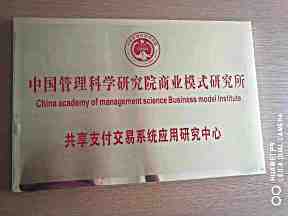 中国管理科学研究院商业模式研究所
China academy of management science Business model Institute
共享支付交易系统应用研究中心